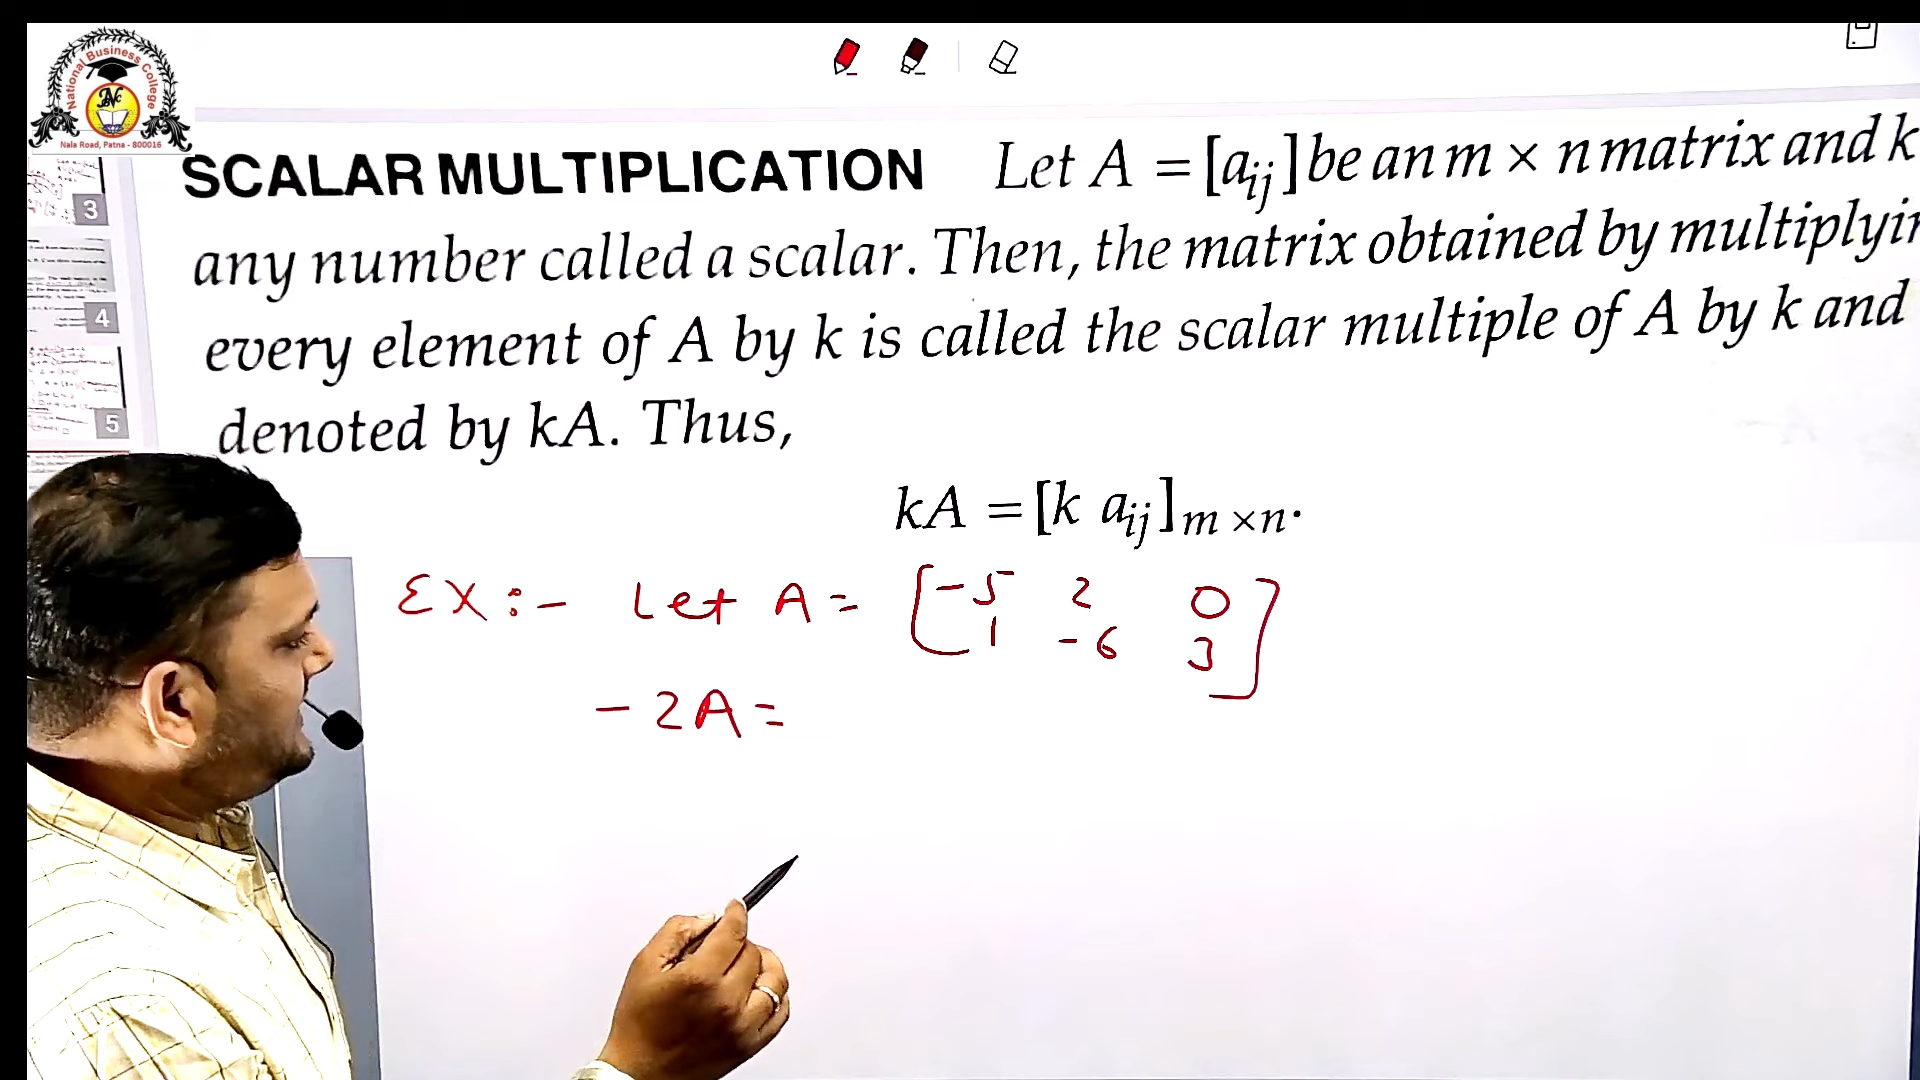 National Business College
NBC
Nala Road, Patna - 800016
3
4
5
SCALAR MULTIPLICATION Let A = [aij] be an m × n matrix and k
any number called a scalar. Then, the matrix obtained by multiplyin
every element of A by k is called the scalar multiple of A by k and
denoted by kA. Thus,
kA = [k aij]m × n.
EX :- Let A = [-5 2 0
1 -6 3]
-2A =